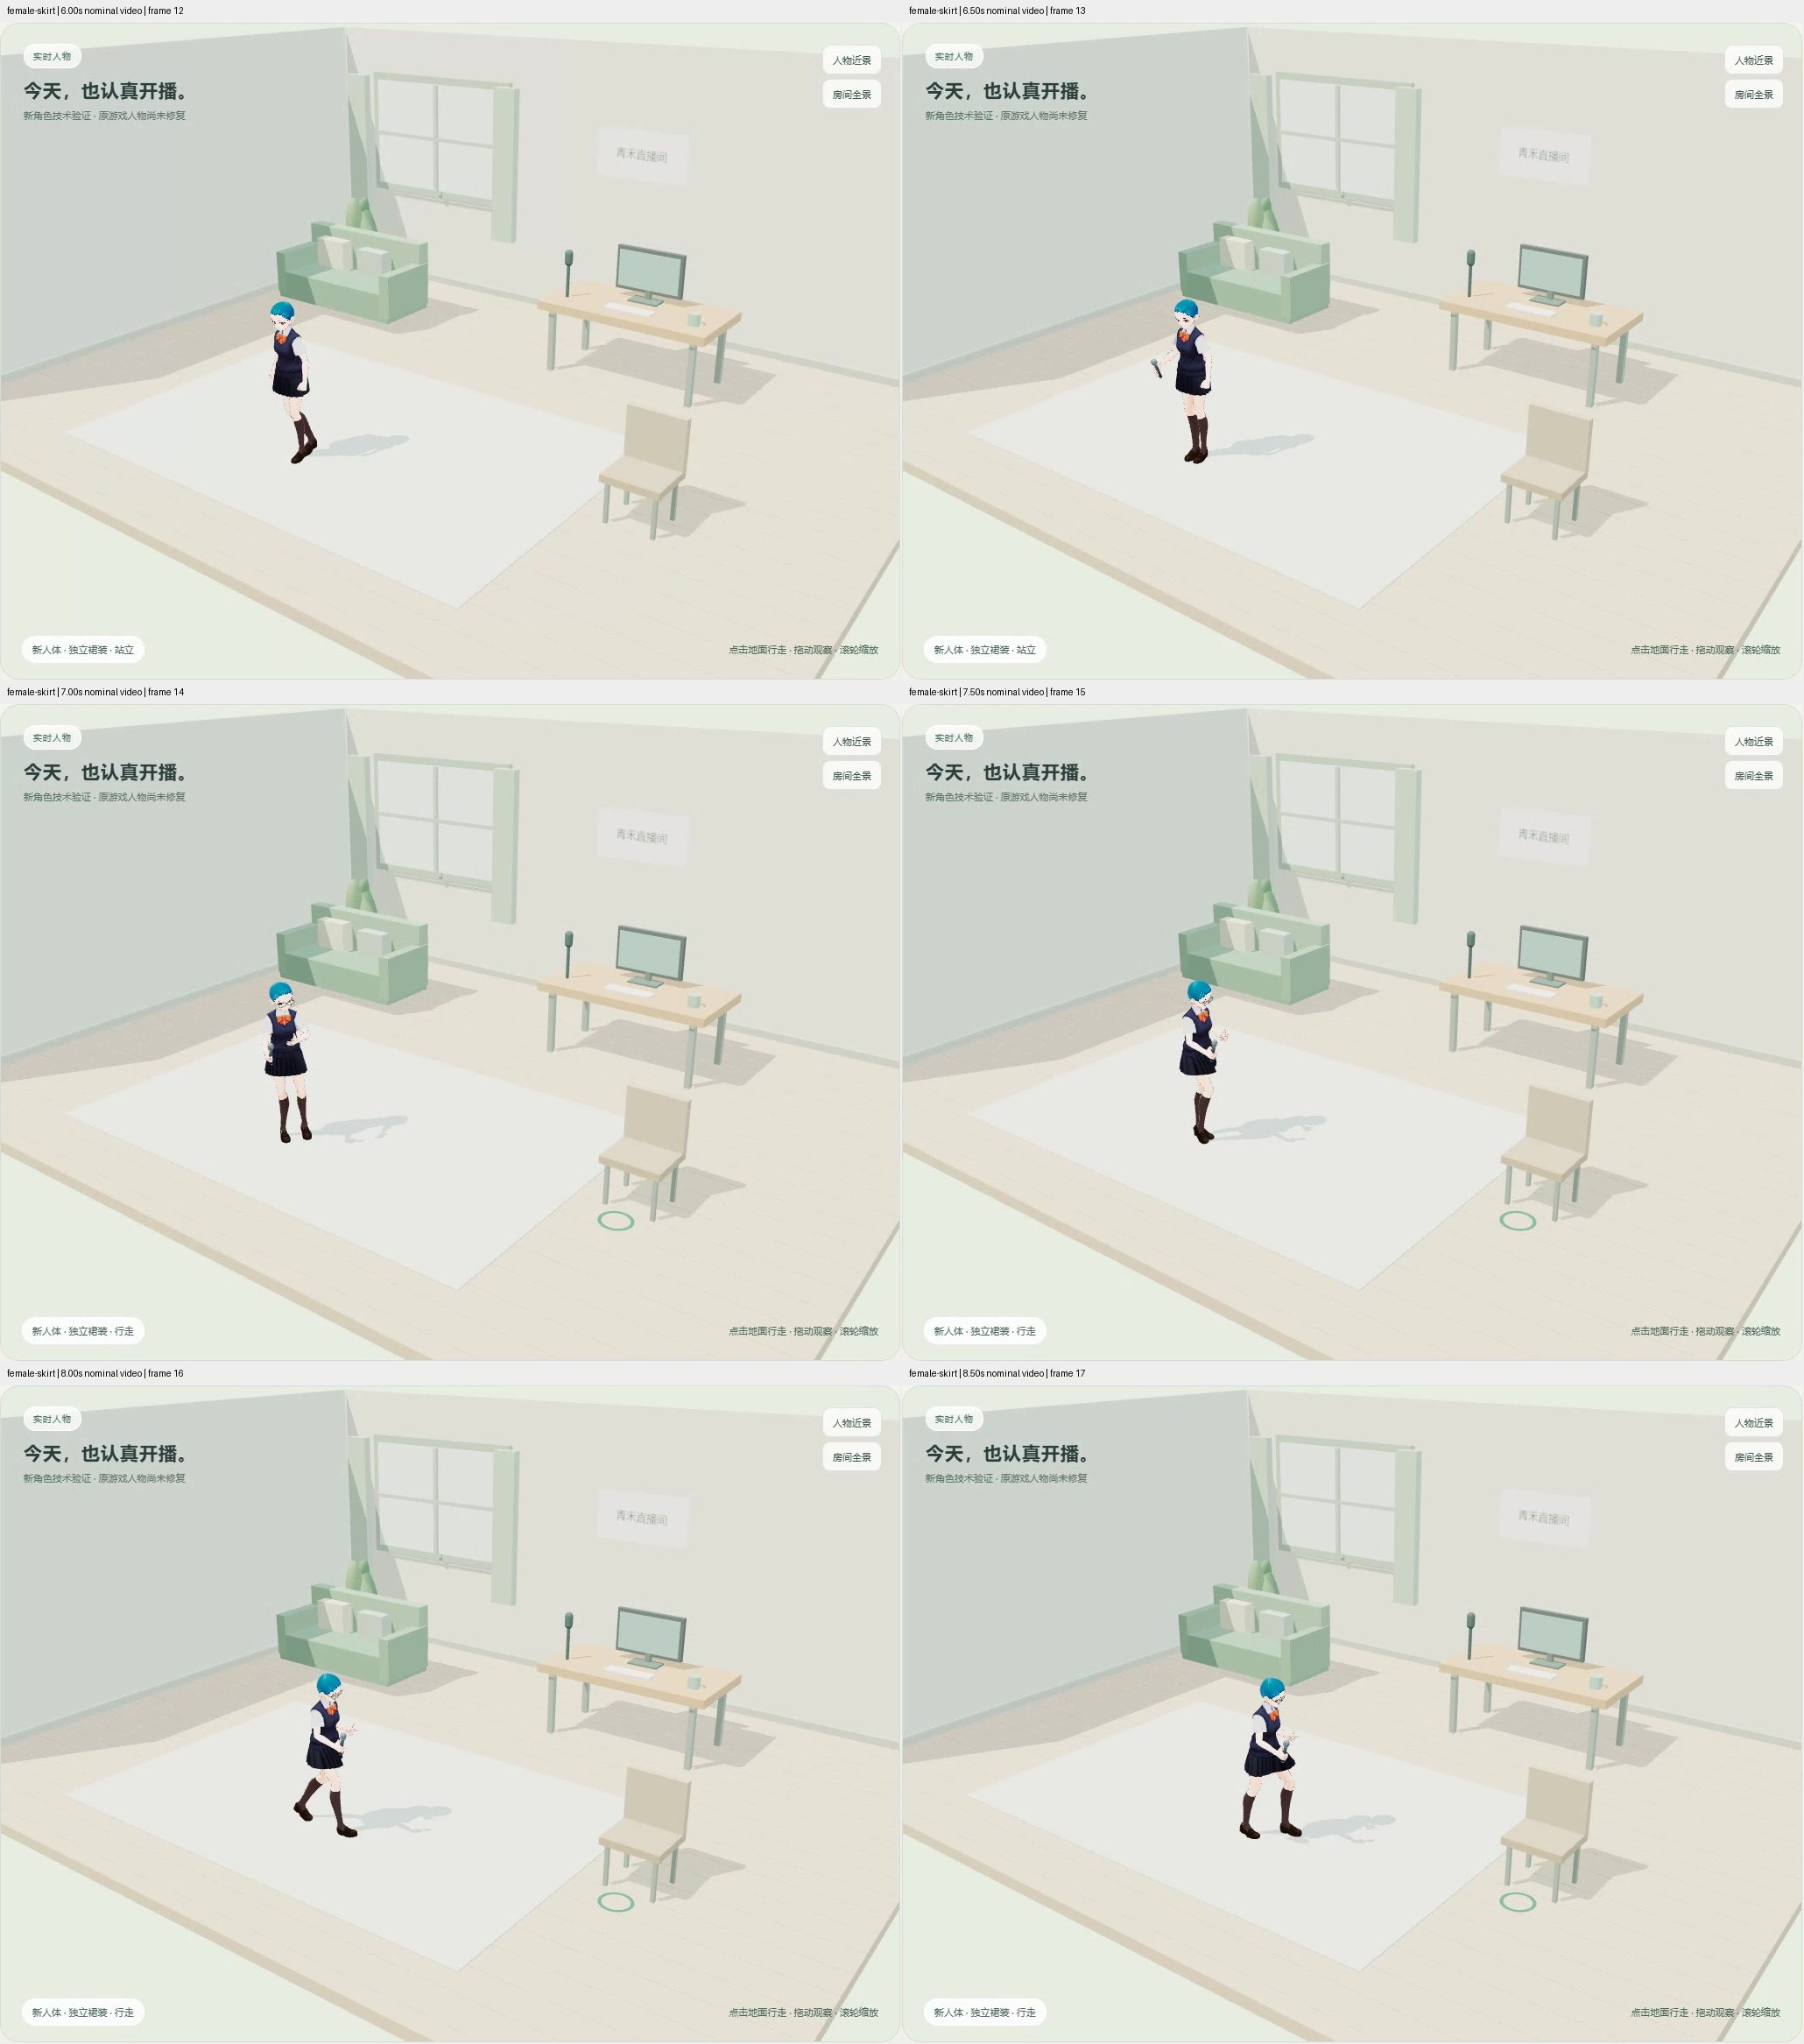 female-skirt | 6.00s nominal video | frame 12
实时人物
人物近景
今天，也认真开播。
房间全景
新角色技术验证 · 原游戏人物尚未修复
青禾直播间
新人体 · 独立裙装 · 站立
点击地面行走 · 拖动观察 · 滚轮缩放
female-skirt | 6.50s nominal video | frame 13
实时人物
人物近景
今天，也认真开播。
房间全景
新角色技术验证 · 原游戏人物尚未修复
青禾直播间
新人体 · 独立裙装 · 站立
点击地面行走 · 拖动观察 · 滚轮缩放
female-skirt | 7.00s nominal video | frame 14
实时人物
人物近景
今天，也认真开播。
房间全景
新角色技术验证 · 原游戏人物尚未修复
青禾直播间
新人体 · 独立裙装 · 行走
点击地面行走 · 拖动观察 · 滚轮缩放
female-skirt | 7.50s nominal video | frame 15
实时人物
人物近景
今天，也认真开播。
房间全景
新角色技术验证 · 原游戏人物尚未修复
青禾直播间
新人体 · 独立裙装 · 行走
点击地面行走 · 拖动观察 · 滚轮缩放
female-skirt | 8.00s nominal video | frame 16
实时人物
人物近景
今天，也认真开播。
房间全景
新角色技术验证 · 原游戏人物尚未修复
青禾直播间
新人体 · 独立裙装 · 行走
点击地面行走 · 拖动观察 · 滚轮缩放
female-skirt | 8.50s nominal video | frame 17
实时人物
人物近景
今天，也认真开播。
房间全景
新角色技术验证 · 原游戏人物尚未修复
青禾直播间
新人体 · 独立裙装 · 行走
点击地面行走 · 拖动观察 · 滚轮缩放